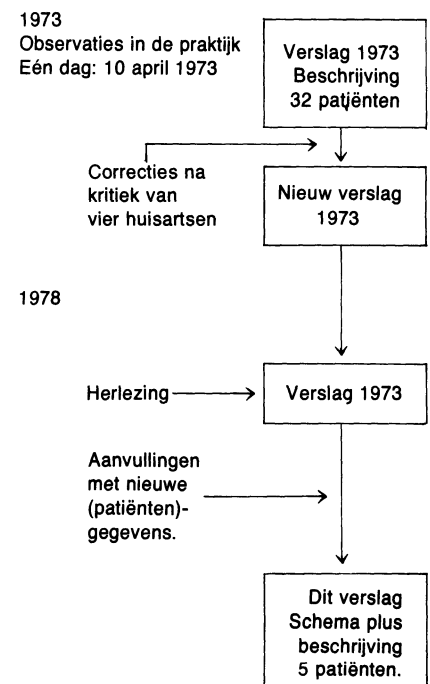 1973
Observaties in de praktijk
Eén dag: 10 april 1973
Verslag 1973
Beschrijving
32 patiënten
Correcties na
kritiek van
vier huisartsen
Nieuw verslag
1973
1978
Herlezing
Verslag 1973
Aanvullingen
met nieuwe
(patiënten)-
gegevens.
Dit verslag
Schema plus
beschrijving
5 patiënten.